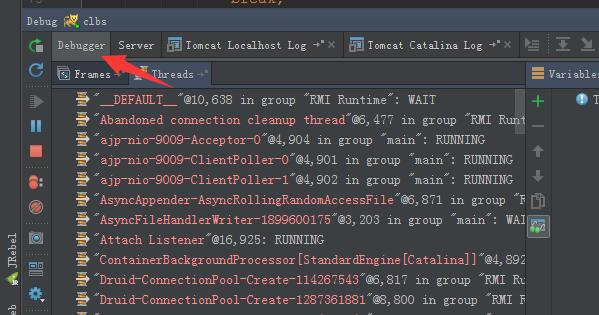 break;
Debug clbs
Debugger Server Tomcat Localhost Log Tomcat Catalina Log
Frames Threads Variable
"__DEFAULT__"@10,638 in group "RMI Runtime": WAIT
"Abandoned connection cleanup thread"@6,477 in group "RMI Runt
"ajp-nio-9009-Acceptor-0"@4,904 in group "main": RUNNING
"ajp-nio-9009-ClientPoller-0"@4,901 in group "main": RUNNING
"ajp-nio-9009-ClientPoller-1"@4,902 in group "main": RUNNING
"AsyncAppender-AsyncRollingRandomAccessFile"@6,871 in group "R
"AsyncFileHandlerWriter-1899600175"@3,203 in group "main": WAI
"Attach Listener"@16,925: RUNNING
"ContainerBackgroundProcessor[StandardEngine[Catalina]]"@4,892
"Druid-ConnectionPool-Create-114267543"@6,817 in group "RMI Ru
"Druid-ConnectionPool-Create-1287361881"@8,800 in group "RMI R
JRebel